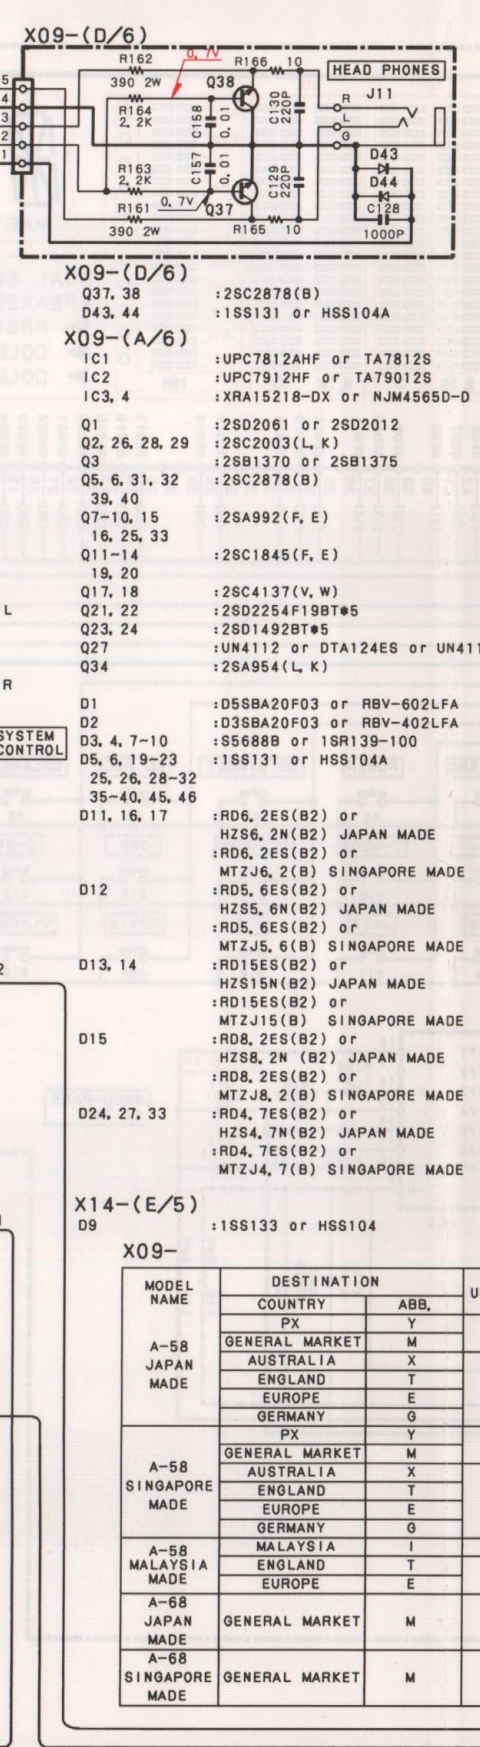 X09-(D/6)
R162
0.7V
R166 10
HEAD PHONES
390 2W
Q38
J11
R
L
G
5
4
3
2
1
R164
2.2K
C158
0.01
C130
220P
R163
2.2K
C157
0.01
C129
220P
D43
D44
C128
1000P
R161
0.7V
Q37
390 2W
R165 10
X09-(D/6)
Q37, 38 :2SC2878(B)
D43, 44 :1SS131 or HSS104A
X09-(A/6)
IC1 :UPC7812AHF or TA7812S
IC2 :UPC7912HF or TA79012S
IC3, 4 :XRA15218-DX or NJM4565D-D
Q1 :2SD2061 or 2SD2012
Q2, 26, 28, 29 :2SC2003(L, K)
Q3 :2SB1370 or 2SB1375
Q5, 6, 31, 32 :2SC2878(B)
39, 40
Q7~10, 15 :2SA992(F, E)
16, 25, 33
Q11~14 :2SC1845(F, E)
19, 20
Q17, 18 :2SC4137(V, W)
Q21, 22 :2SD2254F19BT*5
Q23, 24 :2SD1492BT*5
Q27 :UN4112 or DTA124ES or UN411
Q34 :2SA954(L, K)
L
R
SYSTEM
CONTROL
D1 :D5SBA20F03 or RBV-602LFA
D2 :D3SBA20F03 or RBV-402LFA
D3, 4, 7~10 :S5688B or 1SR139-100
D5, 6, 19~23 :1SS131 or HSS104A
25, 26, 28~32
35~40, 45, 46
D11, 16, 17 :RD6, 2ES(B2) or
HZS6, 2N(B2) JAPAN MADE
:RD6, 2ES(B2) or
MTZJ6, 2(B) SINGAPORE MADE
D12 :RD5, 6ES(B2) or
HZS5, 6N(B2) JAPAN MADE
:RD5, 6ES(B2) or
MTZJ5, 6(B) SINGAPORE MADE
2
D13, 14 :RD15ES(B2) or
HZS15N(B2) JAPAN MADE
:RD15ES(B2) or
MTZJ15(B) SINGAPORE MADE
D15 :RD8, 2ES(B2) or
HZS8, 2N (B2) JAPAN MADE
:RD8, 2ES(B2) or
MTZJ8, 2(B) SINGAPORE MADE
D24, 27, 33 :RD4, 7ES(B2) or
HZS4, 7N(B2) JAPAN MADE
:RD4, 7ES(B2) or
MTZJ4, 7(B) SINGAPORE MADE
X14-(E/5)
D9 :1SS133 or HSS104
X09-
MODEL NAME DESTINATION U
COUNTRY ABB.
A-58 JAPAN MADE
PX Y
GENERAL MARKET M
AUSTRALIA X
ENGLAND T
EUROPE E
GERMANY G
A-58 SINGAPORE MADE
PX Y
GENERAL MARKET M
AUSTRALIA X
ENGLAND T
EUROPE E
GERMANY G
A-58 MALAYSIA MADE
MALAYSIA I
ENGLAND T
EUROPE E
A-68 JAPAN MADE GENERAL MARKET M
A-68 SINGAPORE MADE GENERAL MARKET M